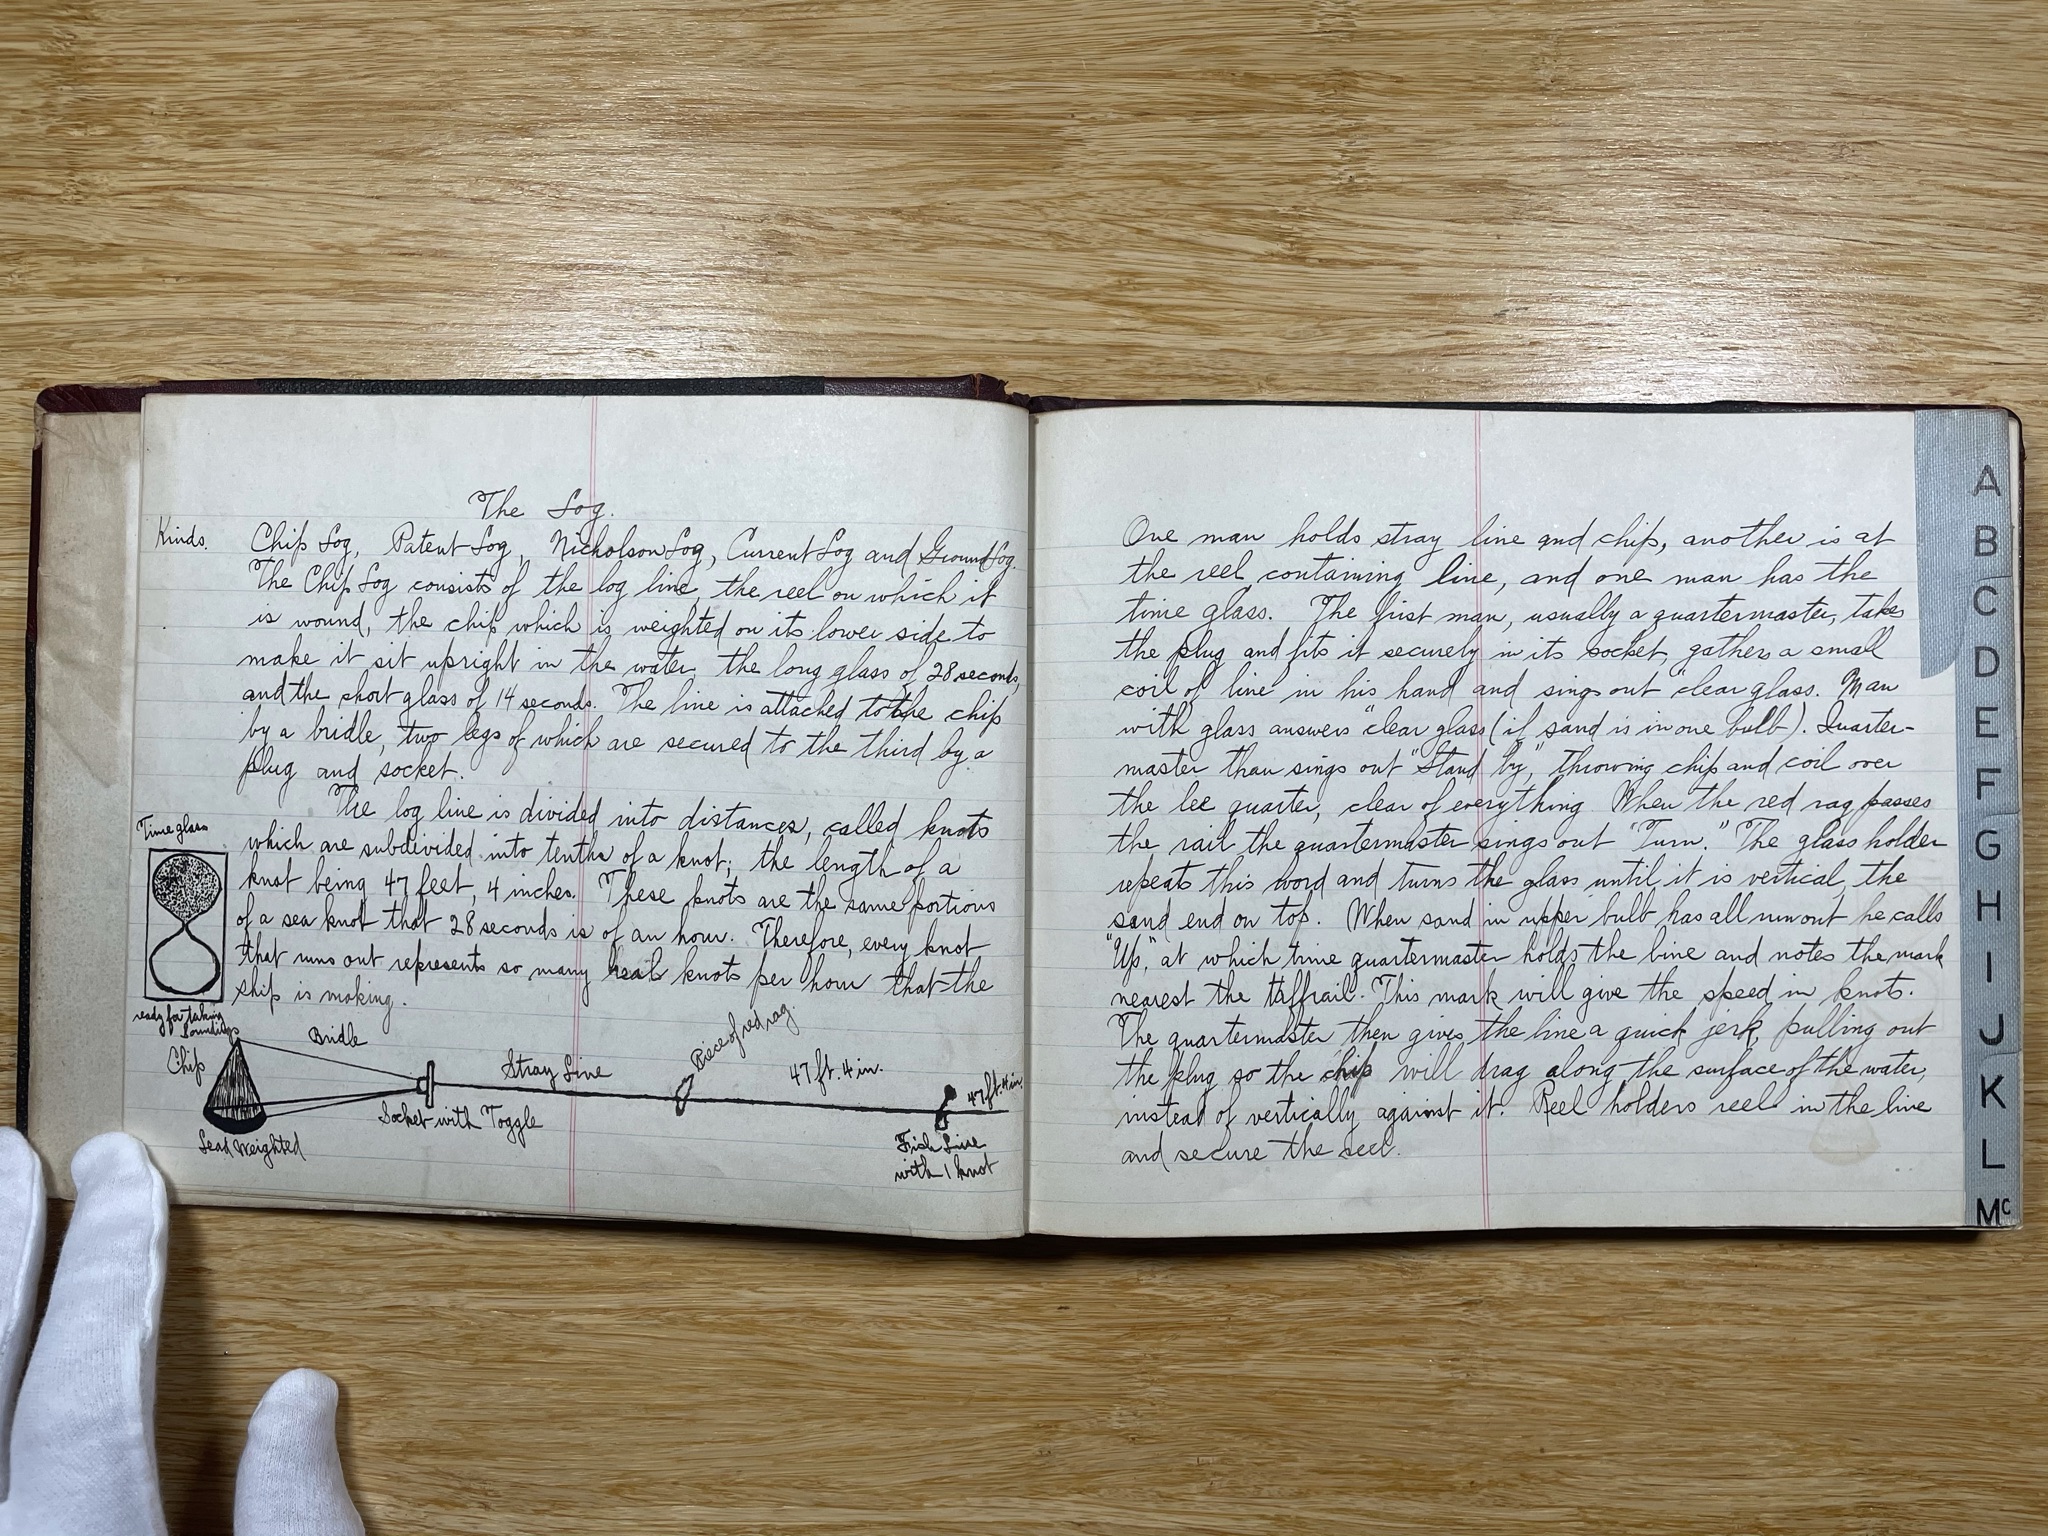 The Log.
Kinds. Chip Log, Patent Log, Nicholson Log, Current Log and Ground Log.
The Chip Log consists of the log line, the reel on which it
is wound, the chip which is weighted on its lower side to
make it sit upright in the water, the long glass of 28 seconds,
and the short glass of 14 seconds. The line is attached to the chip
by a bridle, two legs of which are secured to the third by a
plug and socket.
The log line is divided into distances, called knots
which are subdivided into tenths of a knot; the length of a
knot being 47 feet, 4 inches. These knots are the same portions
of a sea knot that 28 seconds is of an hour. Therefore, every knot
that runs out represents so many real knots per hour that the
ship is making.
Time glass
ready for taking
Soundings
Chip
Bridle
Stray Line
Piece of red rag
47 ft. 4 in.
47 ft. 4 in.
Socket with Toggle
Lead Weighted
Fish Line
with 1 knot
One man holds stray line and chip, another is at
the reel containing line, and one man has the
time glass. The first man, usually a quartermaster, takes
the plug and fits it securely in its socket, gathers a small
coil of line in his hand and sings out "clear glass. Man
with glass answers "clear glass (if sand is in one bulb). Quarter-
master than sings out "Stand by," throwing chip and coil over
the lee quarter, clear of everything. When the red rag passes
the rail the quartermaster sings out "Turn." The glass holder
repeats this word and turns the glass until it is vertical, the
sand end on top. When sand in upper bulb has all run out he calls
"Up," at which time quartermaster holds the line and notes the mark
nearest the taffrail. This mark will give the speed in knots.
The quartermaster then gives the line a quick jerk, pulling out
the plug so the chip will drag along the surface of the water,
instead of vertically against it. Reel holders reel in the line
and secure the reel.
A
B
C
D
E
F
G
H
I
J
K
L
Mc